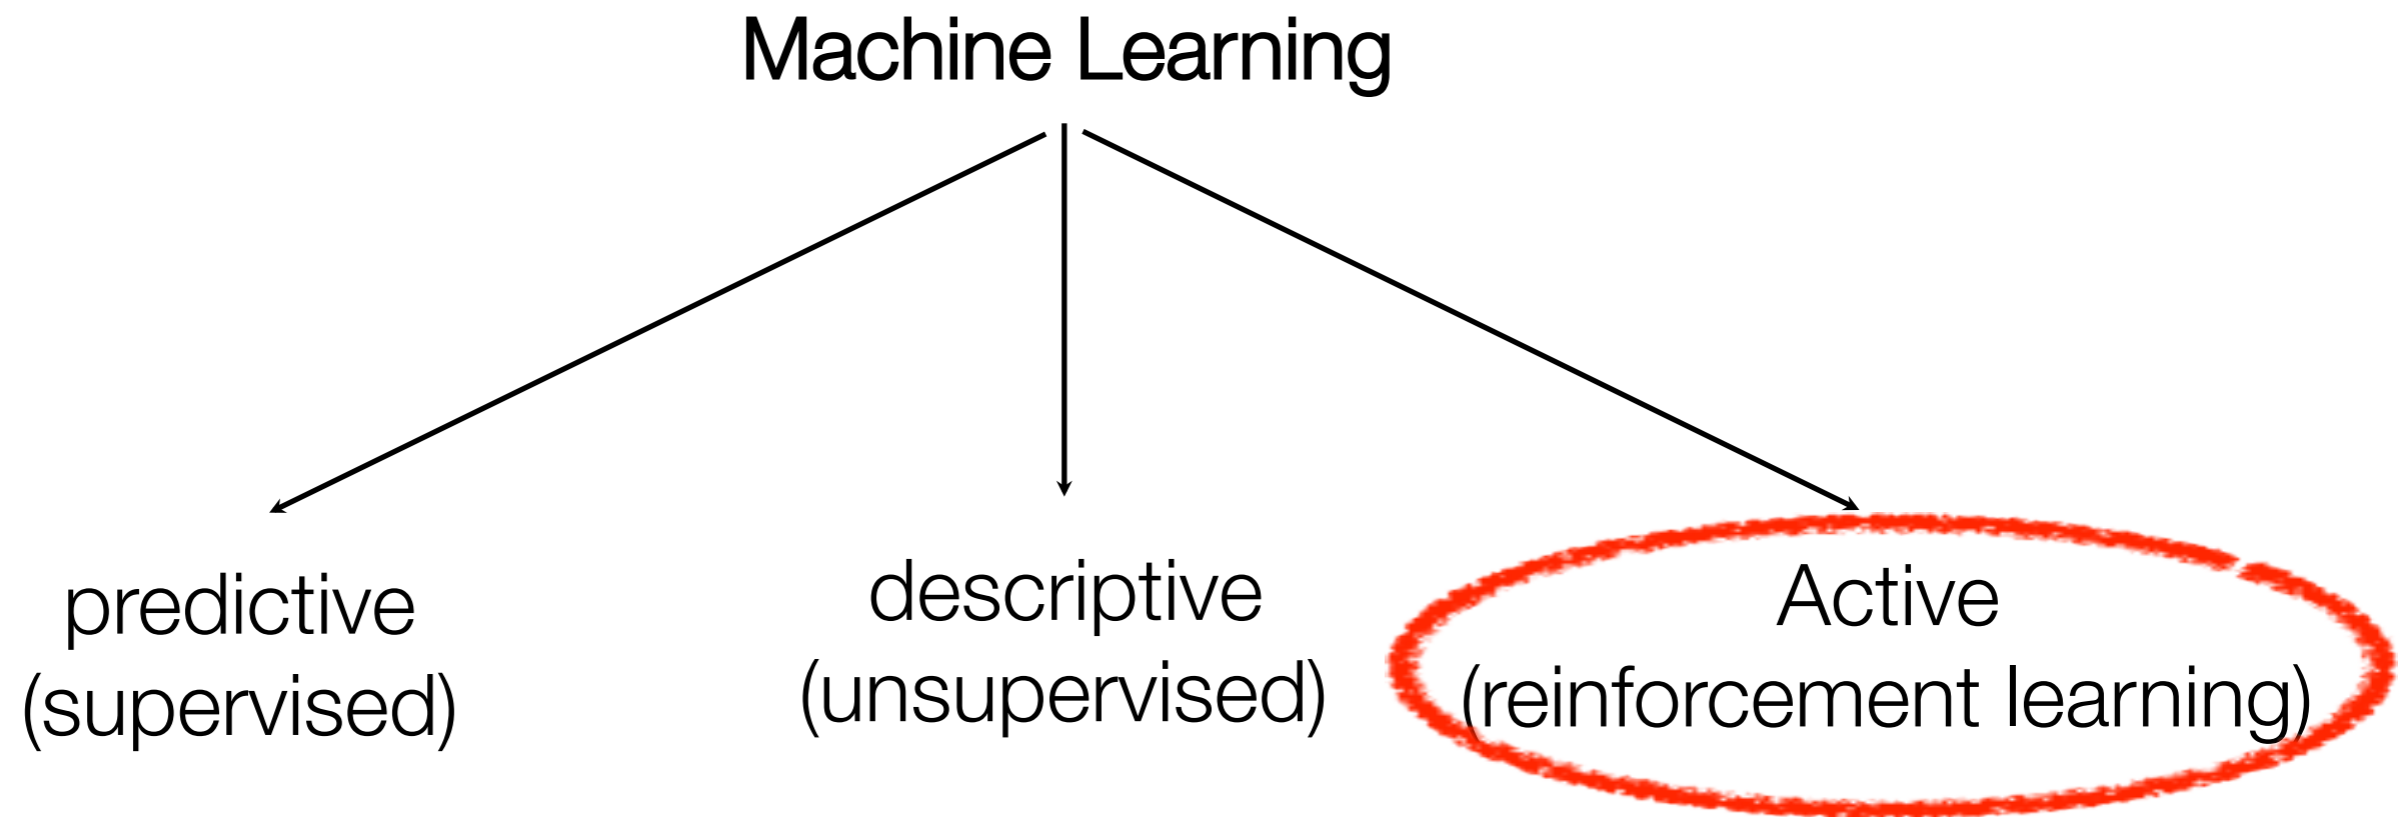 Machine Learning
predictive
(supervised)
descriptive
(unsupervised)
Active
(reinforcement learning)